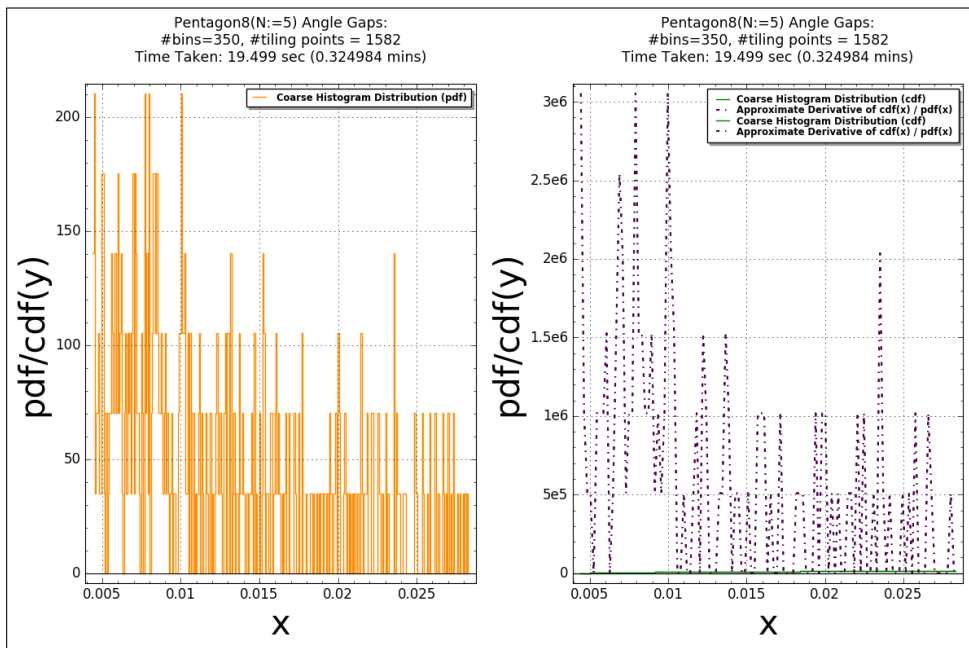 Pentagon8(N:=5) Angle Gaps:
#bins=350, #tiling points = 1582
Time Taken: 19.499 sec (0.324984 mins)
Coarse Histogram Distribution (pdf)
200
150
100
50
0
pdf/cdf(y)
0.005 0.01 0.015 0.02 0.025
x
Pentagon8(N:=5) Angle Gaps:
#bins=350, #tiling points = 1582
Time Taken: 19.499 sec (0.324984 mins)
Coarse Histogram Distribution (cdf)
Approximate Derivative of cdf(x) / pdf(x)
Coarse Histogram Distribution (cdf)
Approximate Derivative of cdf(x) / pdf(x)
3e6
2.5e6
2e6
1.5e6
1e6
5e5
0
pdf/cdf(y)
0.005 0.01 0.015 0.02 0.025
x